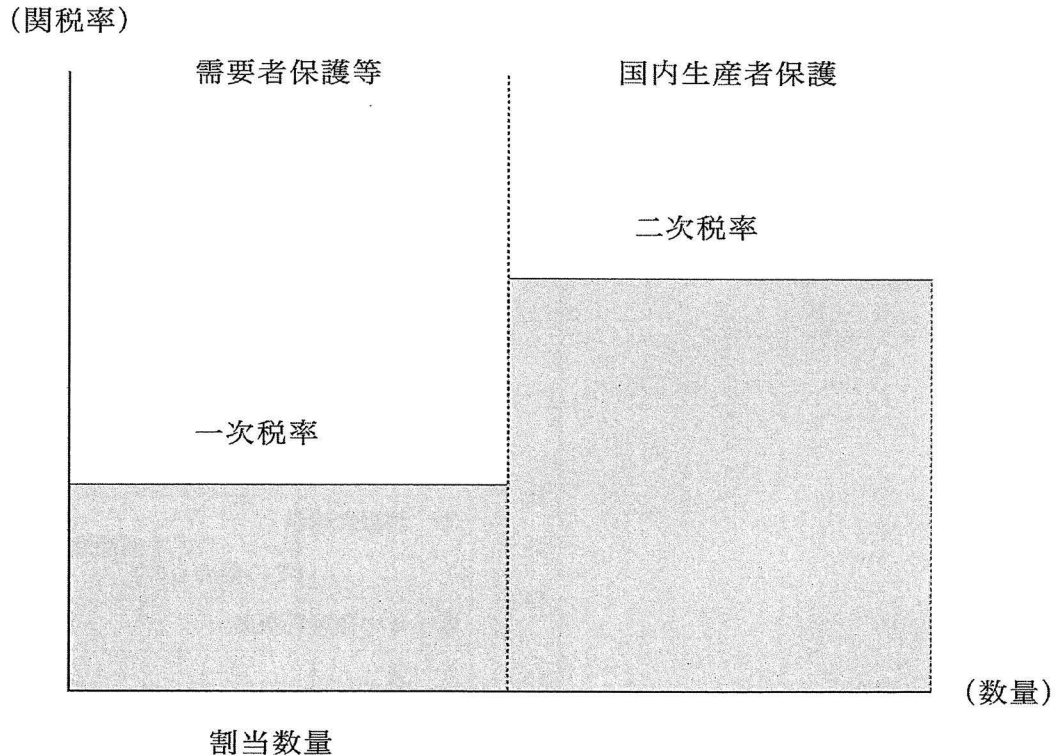 （関税率）
需要者保護等
国内生産者保護
二次税率
一次税率
（数量）
割当数量